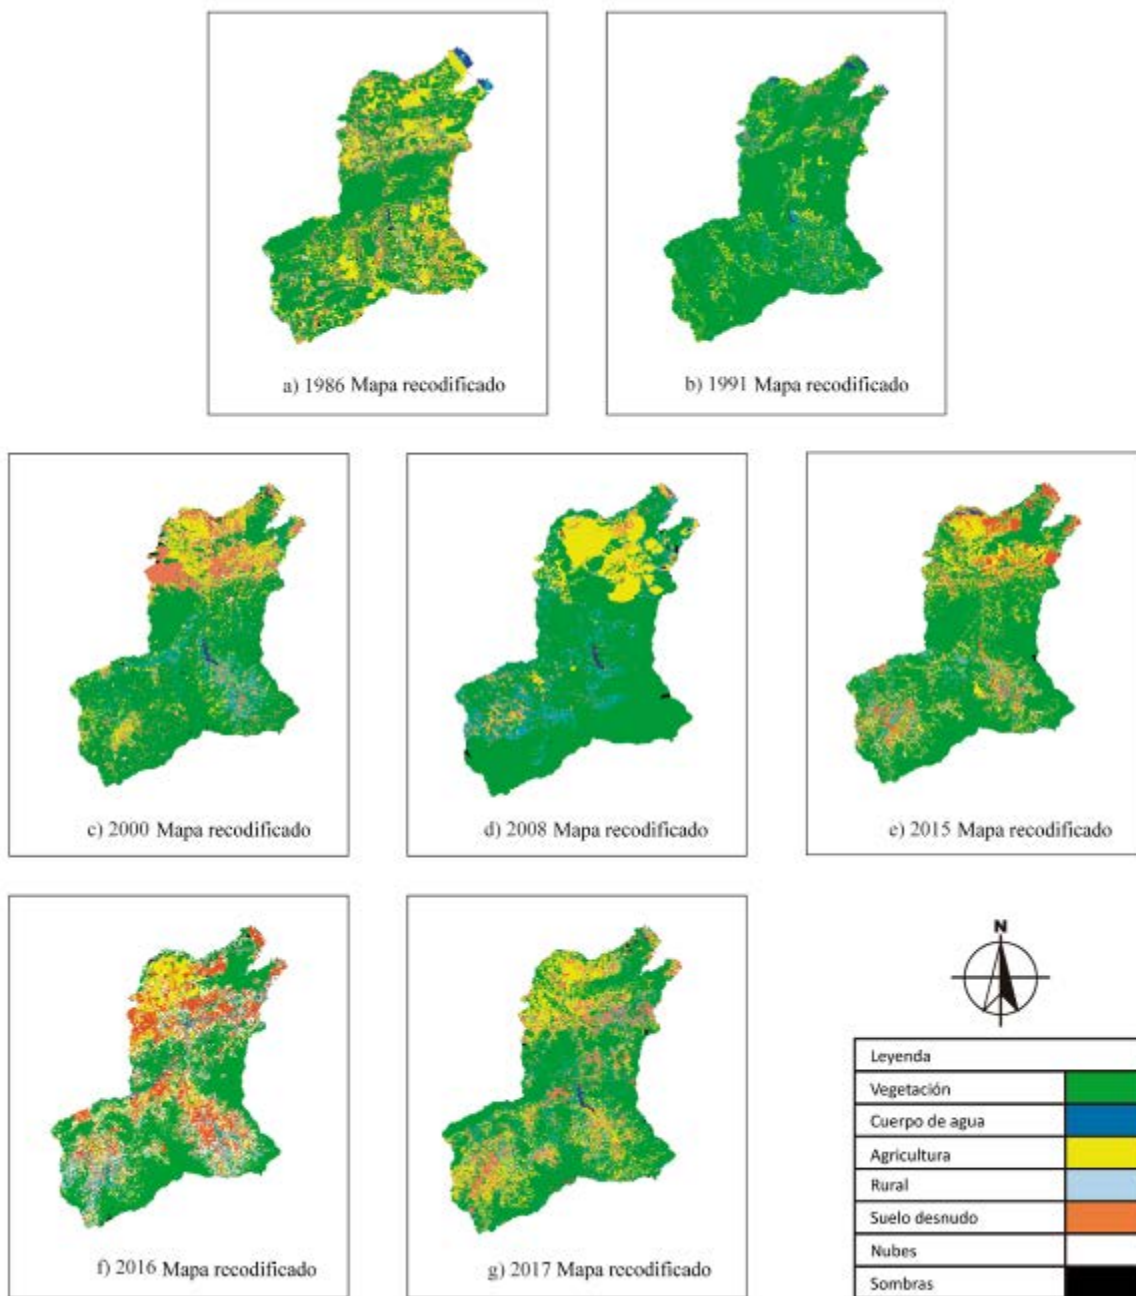 a) 1986 Mapa recodificado
b) 1991 Mapa recodificado
c) 2000 Mapa recodificado
d) 2008 Mapa recodificado
e) 2015 Mapa recodificado
f) 2016 Mapa recodificado
g) 2017 Mapa recodificado
N
Leyenda
Vegetación
Cuerpo de agua
Agricultura
Rural
Suelo desnudo
Nubes
Sombras